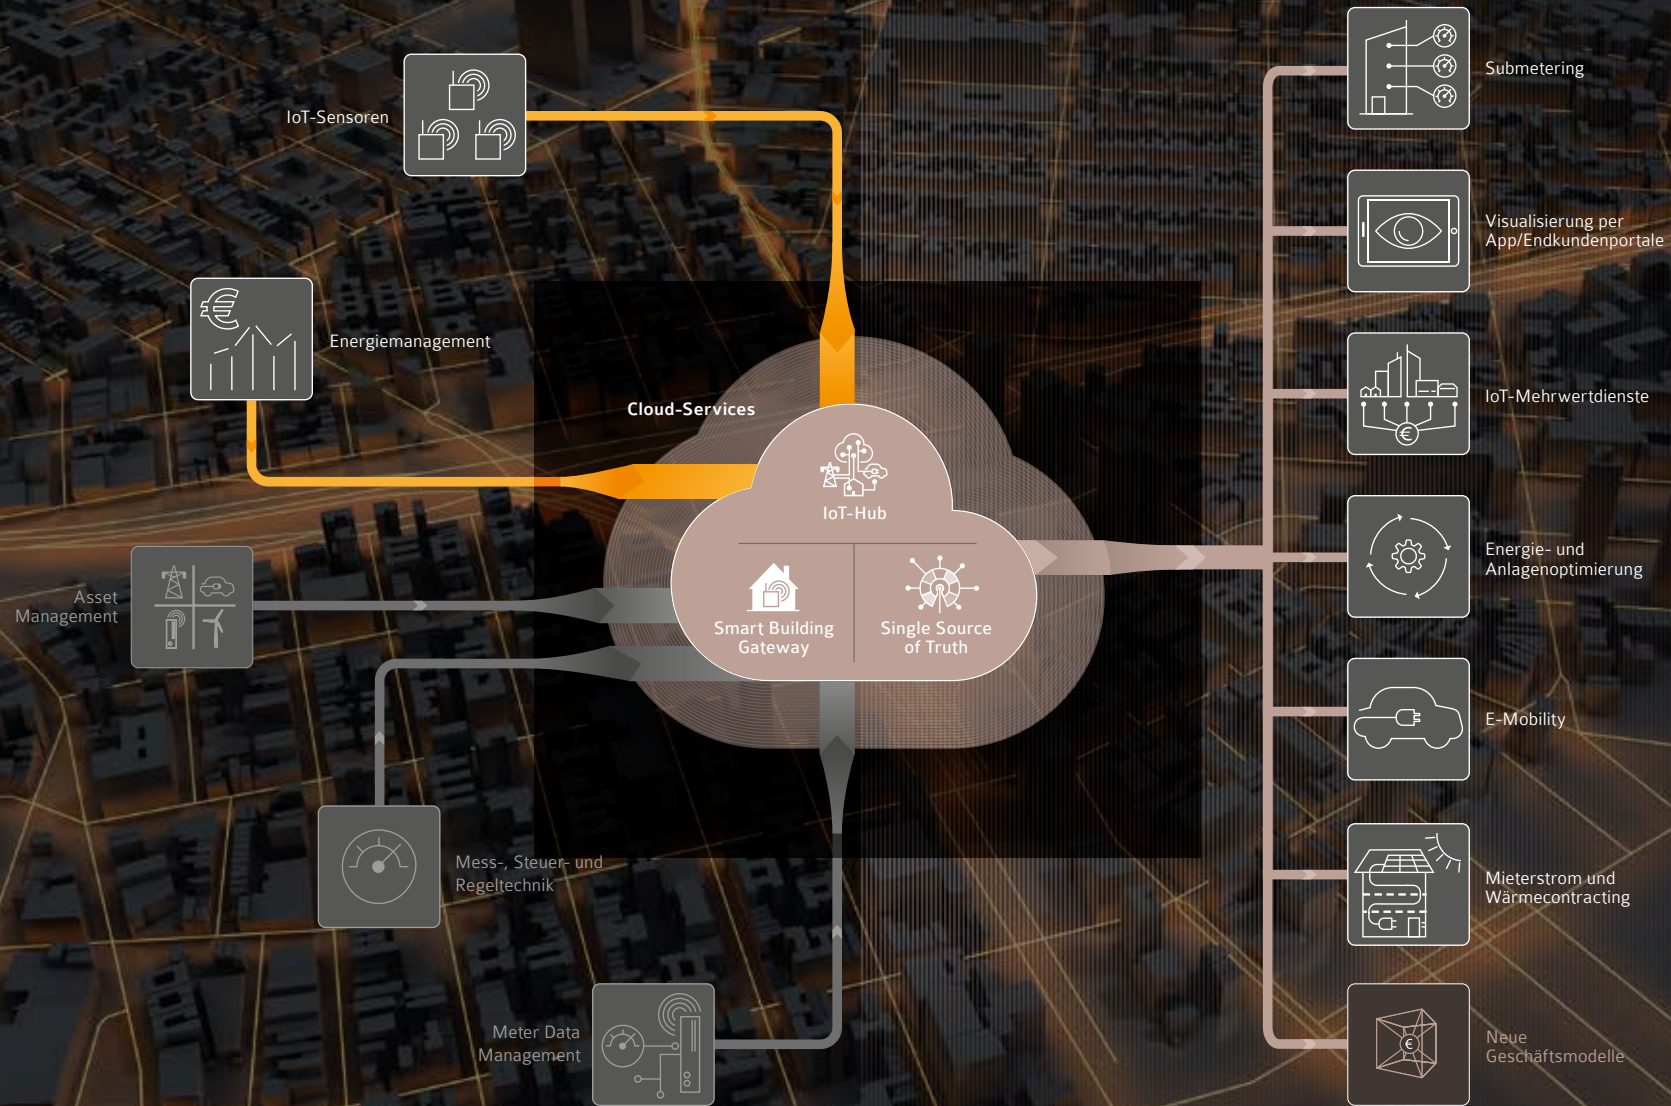 IoT-Sensoren
Energiemanagement
Asset
Management
Mess-, Steuer- und
Regeltechnik
Meter Data
Management
Cloud-Services
IoT-Hub
Smart Building
Gateway
Single Source
of Truth
Submetering
Visualisierung per
App/Endkundenportale
IoT-Mehrwertdienste
Energie- und
Anlagenoptimierung
E-Mobility
Mieterstrom und
Wärmecontracting
Neue
Geschäftsmodelle